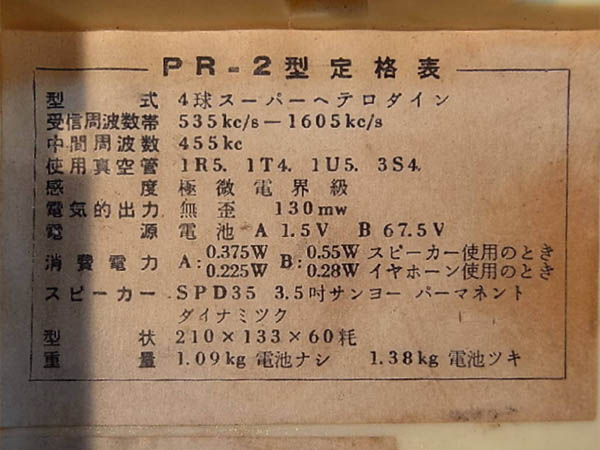 PR-2型定格表
型 式 4球スーパーヘテロダイン
受信周波数帯 535kc/s－1605kc/s
中間周波数 455kc
使用真空管 1R5. 1T4. 1U5. 3S4.
感 度 極微電界級
電気的出力 無歪 130mw
電 源 電池 A 1.5V B 67.5V
消費電力 A: 0.375W B: 0.55W スピーカー使用のとき
0.225W 0.28W イヤホーン使用のとき
スピーカー SPD35 3.5吋サンヨー パーマネント
ダイナミツク
型 状 210×133×60粍
重 量 1.09kg 電池ナシ 1.38kg 電池ツキ